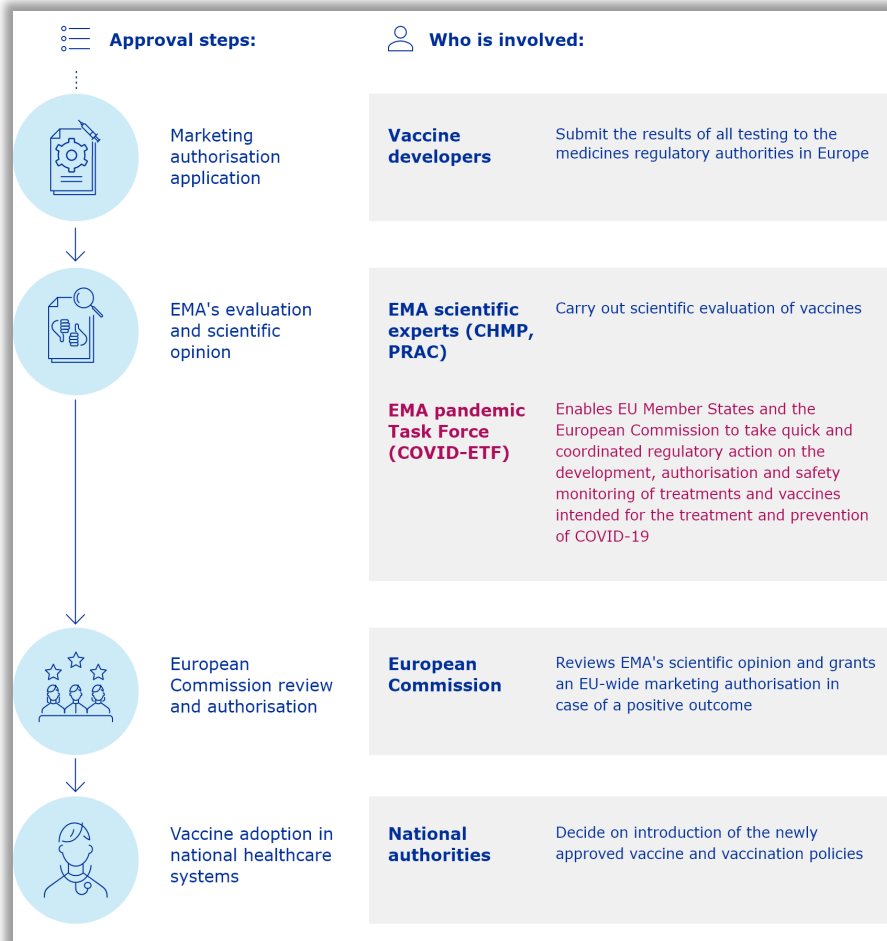 Approval steps:
Who is involved:
Marketing
authorisation
application
Vaccine
developers
Submit the results of all testing to the
medicines regulatory authorities in Europe
EMA's evaluation
and scientific
opinion
EMA scientific
experts (CHMP,
PRAC)
Carry out scientific evaluation of vaccines
EMA pandemic
Task Force
(COVID-ETF)
Enables EU Member States and the
European Commission to take quick and
coordinated regulatory action on the
development, authorisation and safety
monitoring of treatments and vaccines
intended for the treatment and prevention
of COVID-19
European
Commission review
and authorisation
European
Commission
Reviews EMA's scientific opinion and grants
an EU-wide marketing authorisation in
case of a positive outcome
Vaccine adoption in
national healthcare
systems
National
authorities
Decide on introduction of the newly
approved vaccine and vaccination policies